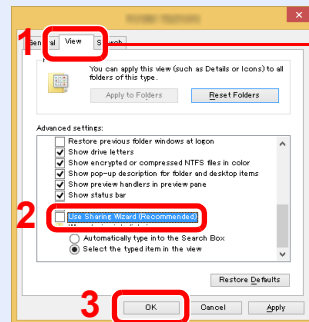 1
View
You can apply this view (such as Details or Icons) to all
folders of this type.
Apply to Folders
Reset Folders
Advanced settings:
Restore previous folder windows at logon
Show drive letters
Show encrypted or compressed NTFS files in color
Show pop-up description for folder and desktop items
Show preview handlers in preview pane
Show status bar
2
Use Sharing Wizard (Recommended)
Automatically type into the Search Box
Select the typed item in the view
Restore Defaults
3
OK
Cancel
Apply